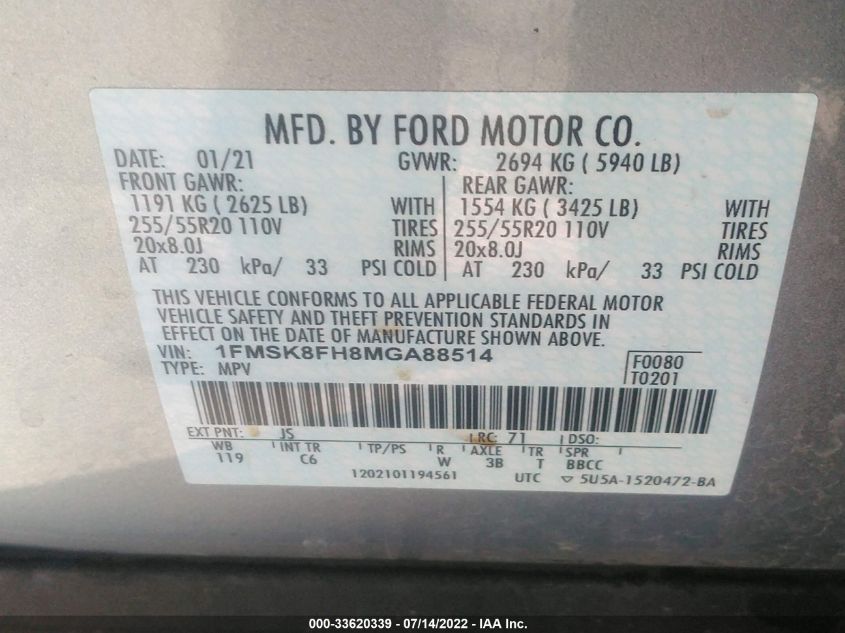 MFD. BY FORD MOTOR CO.
DATE: 01/21 GVWR: 2694 KG ( 5940 LB)
FRONT GAWR: REAR GAWR:
1191 KG ( 2625 LB) WITH 1554 KG ( 3425 LB) WITH
255/55R20 110V TIRES 255/55R20 110V TIRES
20x8.0J RIMS 20x8.0J RIMS
AT 230 kPa/ 33 PSI COLD AT 230 kPa/ 33 PSI COLD
THIS VEHICLE CONFORMS TO ALL APPLICABLE FEDERAL MOTOR
VEHICLE SAFETY AND THEFT PREVENTION STANDARDS IN
EFFECT ON THE DATE OF MANUFACTURE SHOWN ABOVE.
VIN: 1FMSK8FH8MGA88514 F0080
TYPE: MPV T0201
EXT PNT: JS RC: 71 DSO:
WB INT TR TP/PS R AXLE TR SPR
119 C6 W 3B T BBCC
1202101194561 UTC ▽ 5U5A-1520472-BA
000-33620339 - 07/14/2022 - IAA Inc.